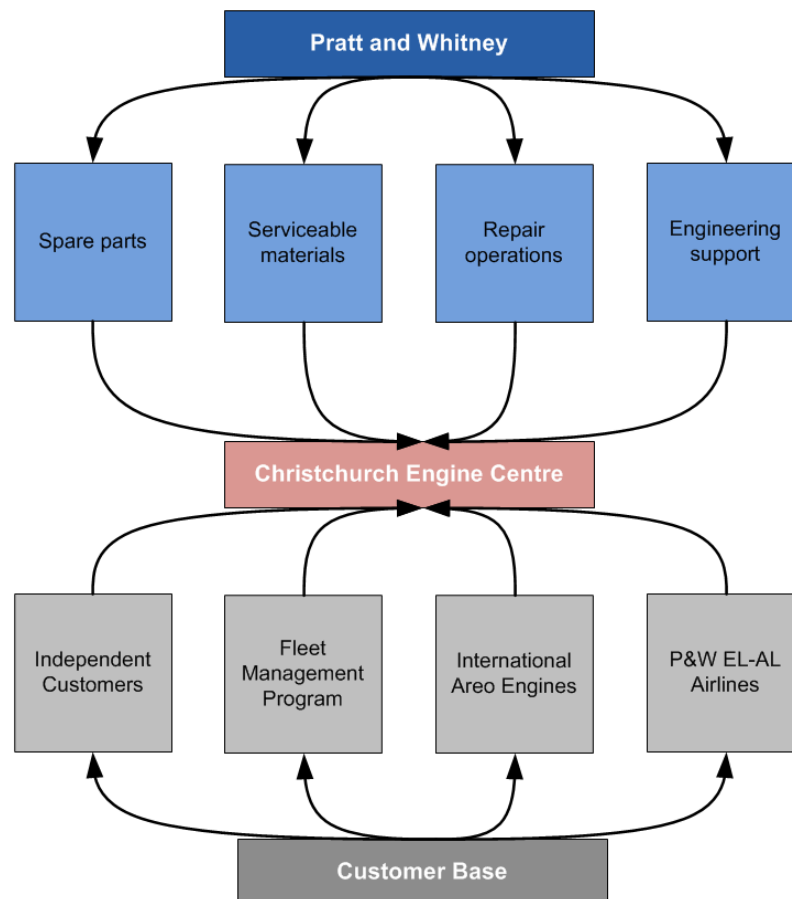 Pratt and Whitney
Spare parts
Serviceable
materials
Repair
operations
Engineering
support
Christchurch Engine Centre
Independent
Customers
Fleet
Management
Program
International
Areo Engines
P&W EL-AL
Airlines
Customer Base